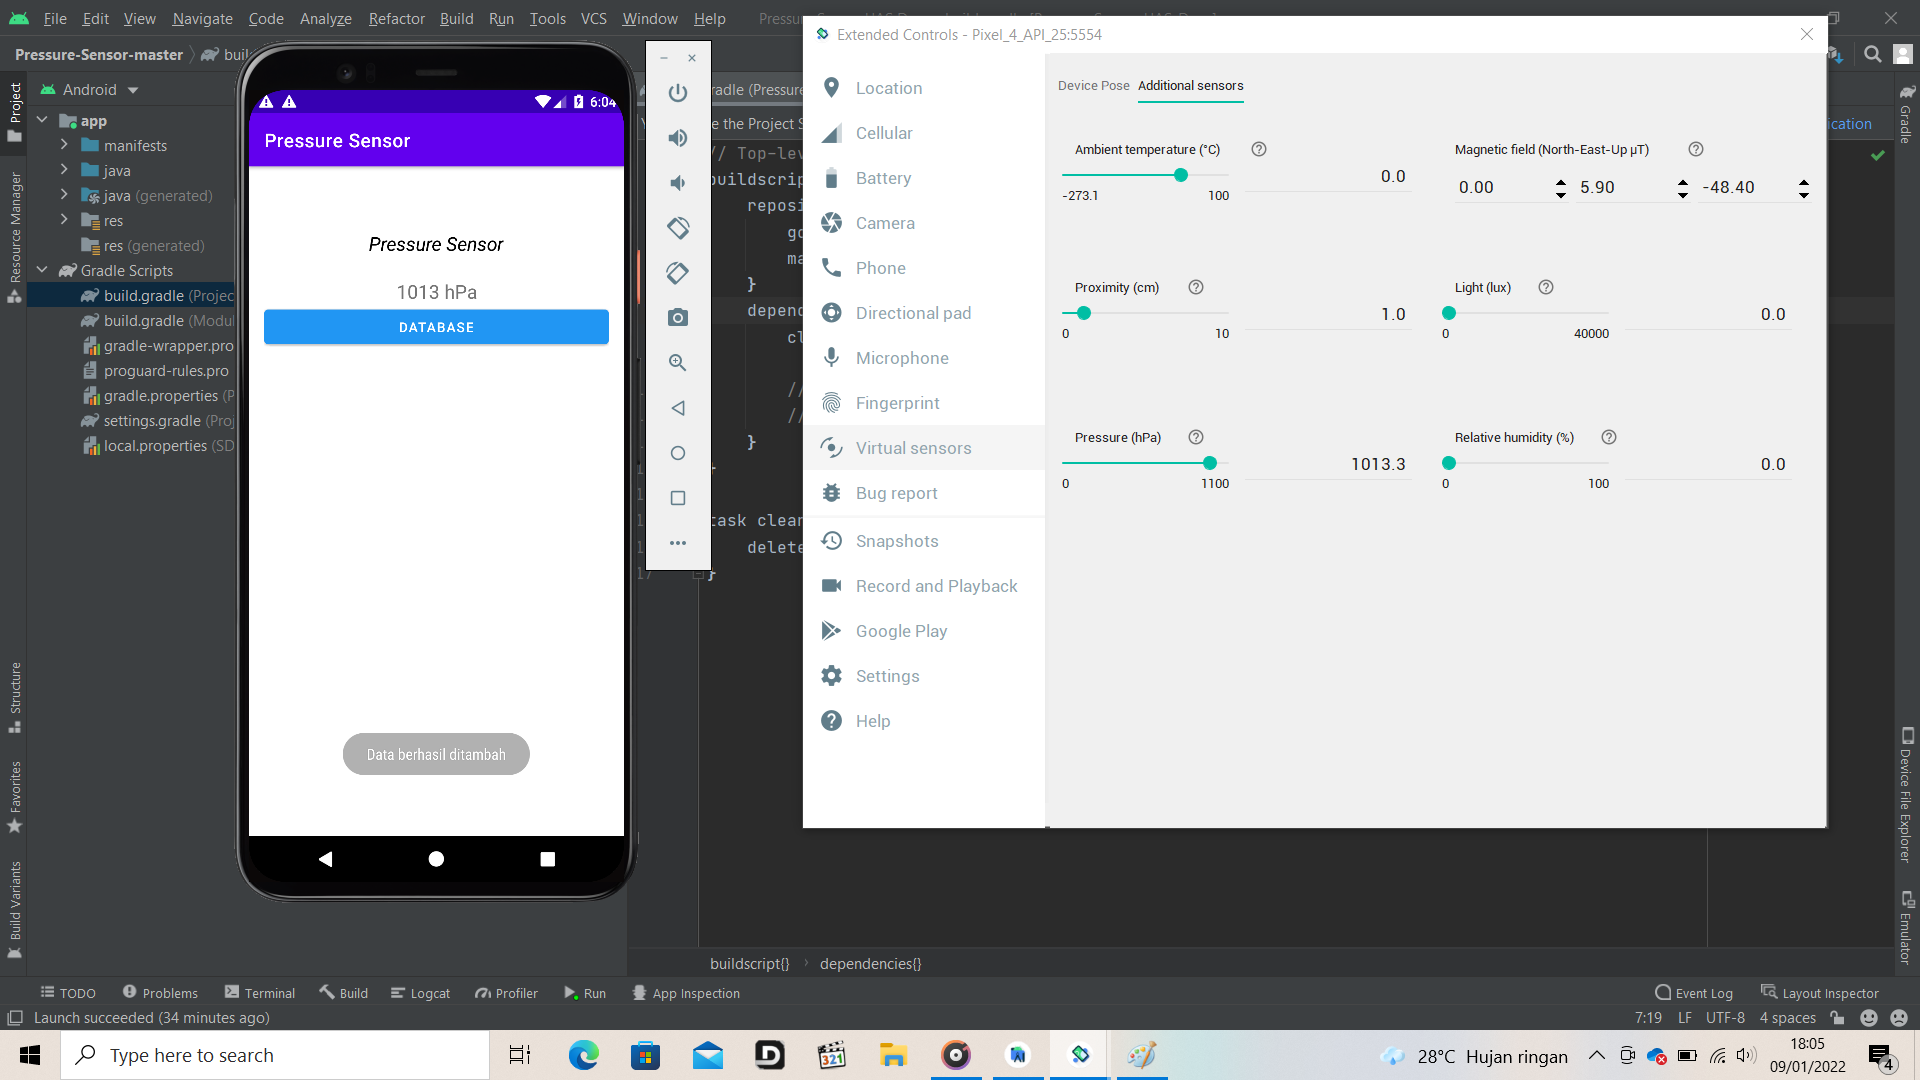 File Edit View Navigate Code Analyze Refactor Build Run Tools VCS Window Help
Pressure-Sensor-master
Android
app
manifests
java
java (generated)
res
res (generated)
Gradle Scripts
build.gradle (Projec
build.gradle (Modul
gradle-wrapper.pro
proguard-rules.pro
gradle.properties (P
settings.gradle (Proj
local.properties (SD
Project
Resource Manager
Structure
Favorites
Build Variants
6:04
Pressure Sensor
Pressure Sensor
1013 hPa
DATABASE
Data berhasil ditambah
radle (Pressure
e the Project S
ication
// Top-lev
buildscrip
reposi
go
ma
}
depend
cl
//
//
}
task clean
delete
17
}
Extended Controls - Pixel_4_API_25:5554
Location
Cellular
Battery
Camera
Phone
Directional pad
Microphone
Fingerprint
Virtual sensors
Bug report
Snapshots
Record and Playback
Google Play
Settings
Help
Device Pose Additional sensors
Ambient temperature (°C)
0.0
-273.1 100
Magnetic field (North-East-Up μT)
0.00 5.90 -48.40
Proximity (cm)
1.0
0 10
Light (lux)
0.0
0 40000
Pressure (hPa)
1013.3
0 1100
Relative humidity (%)
0.0
0 100
Gradle
Device File Explorer
Emulator
buildscript{} › dependencies{}
TODO Problems Terminal Build Logcat Profiler Run App Inspection
Event Log Layout Inspector
Launch succeeded (34 minutes ago)
7:19 LF UTF-8 4 spaces
Type here to search
321
28°C Hujan ringan
18:05
09/01/2022
4